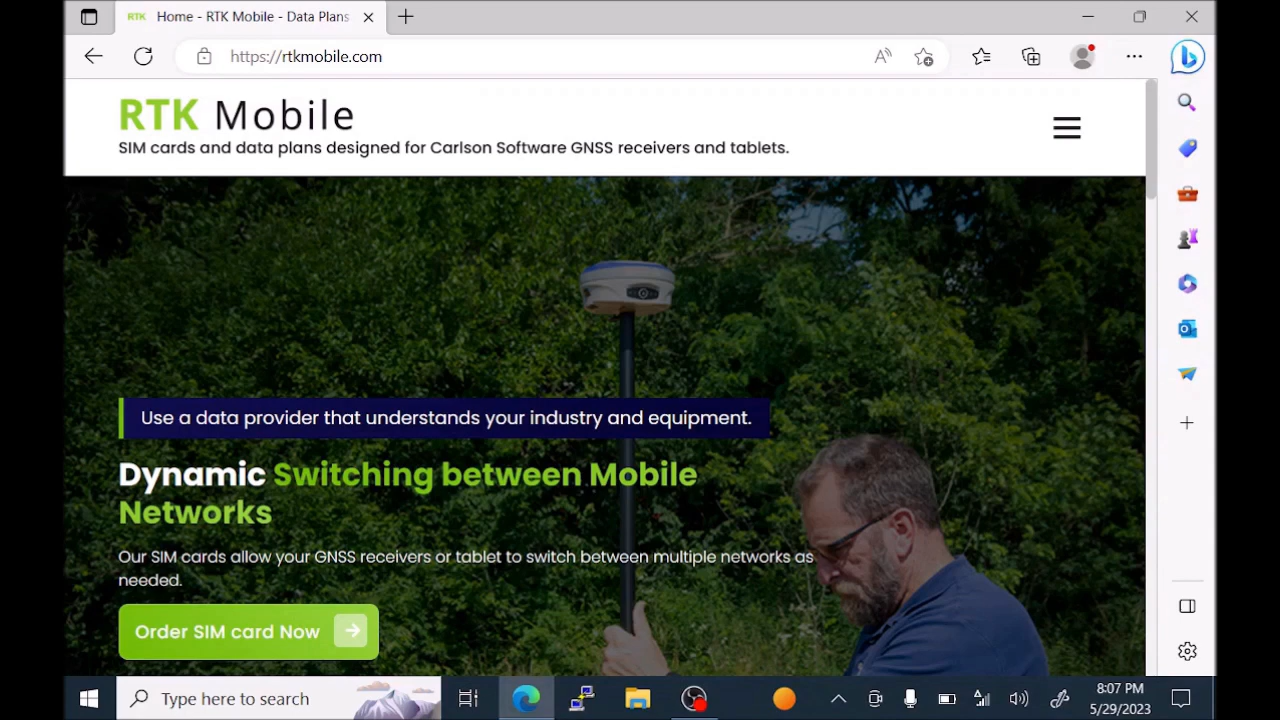 RTK Home - RTK Mobile - Data Plans
https://rtkmobile.com
RTK Mobile
SIM cards and data plans designed for Carlson Software GNSS receivers and tablets.
Use a data provider that understands your industry and equipment.
Dynamic Switching between Mobile
Networks
Our SIM cards allow your GNSS receivers or tablet to switch between multiple networks as
needed.
Order SIM card Now
Type here to search
8:07 PM
5/29/2023